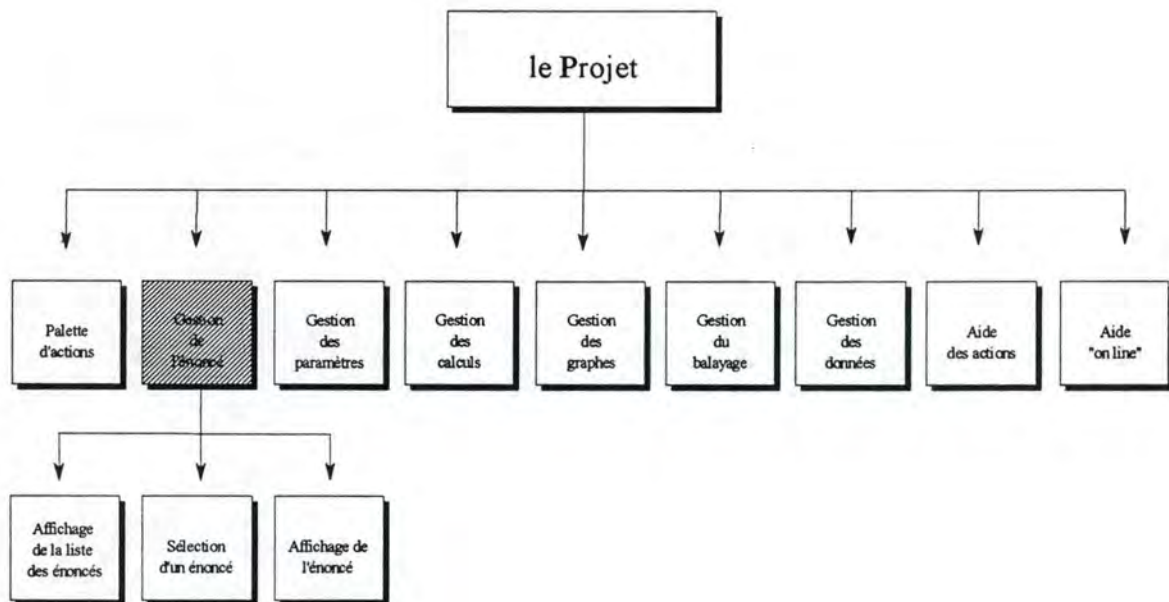 le Projet
Palette
d'actions
Gestion
de
l'énoncé
Gestion
des
paramètres
Gestion
des
calculs
Gestion
des
graphes
Gestion
du
balayage
Gestion
des
données
Aide
des actions
Aide
"on line"
Affichage
de la liste
des énoncés
Sélection
d'un énoncé
Affichage de
l'énoncé